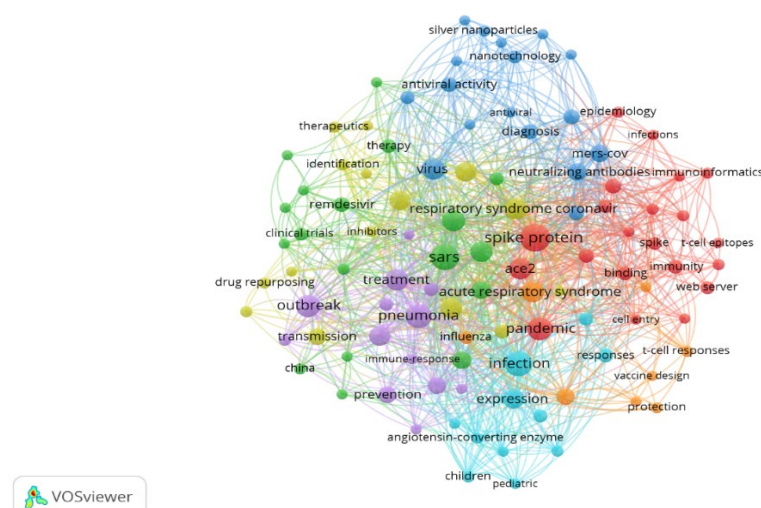 silver nanoparticles
nanotechnology
antiviral activity
antiviral
epidemiology
therapeutics
diagnosis
infections
therapy
mers-cov
identification
virus
neutralizing antibodies
immunoinformatics
remdesivir
respiratory syndrome coronavir
clinical trials
inhibitors
spike protein
spike
t-cell epitopes
sars
ace2
binding
immunity
drug repurposing
treatment
acute respiratory syndrome
web server
outbreak
pneumonia
pandemic
cell entry
transmission
influenza
immune-response
infection
responses
t-cell responses
china
vaccine design
prevention
expression
protection
angiotensin-converting enzyme
children
pediatric
VOSviewer